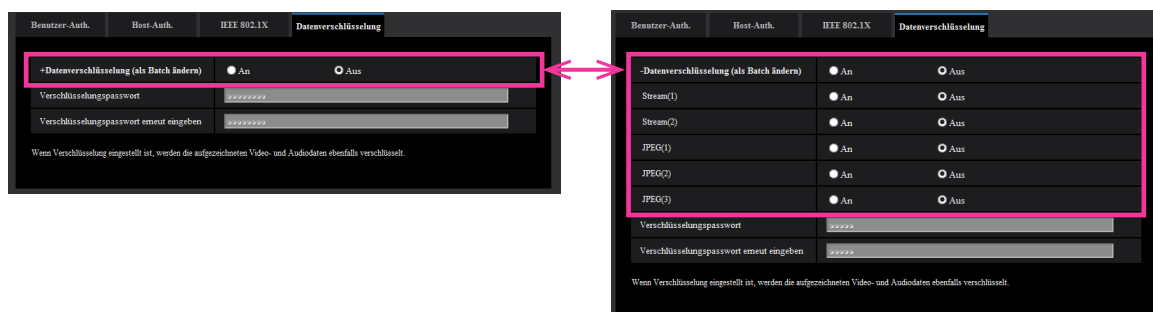 Benutzer-Auth. Host-Auth. IEEE 802.1X Datenverschlüsselung
+Datenverschlüsselung (als Batch ändern) An Aus
Verschlüsselungspasswort
Verschlüsselungspasswort erneut eingeben
Wenn Verschlüsselung eingestellt ist, werden die aufgezeichneten Video- und Audiodaten ebenfalls verschlüsselt.
Benutzer-Auth. Host-Auth. IEEE 802.1X Datenverschlüsselung
-Datenverschlüsselung (als Batch ändern) An Aus
Stream(1) An Aus
Stream(2) An Aus
JPEG(1) An Aus
JPEG(2) An Aus
JPEG(3) An Aus
Verschlüsselungspasswort
Verschlüsselungspasswort erneut eingeben
Wenn Verschlüsselung eingestellt ist, werden die aufgezeichneten Video- und Audiodaten ebenfalls verschlüsselt.